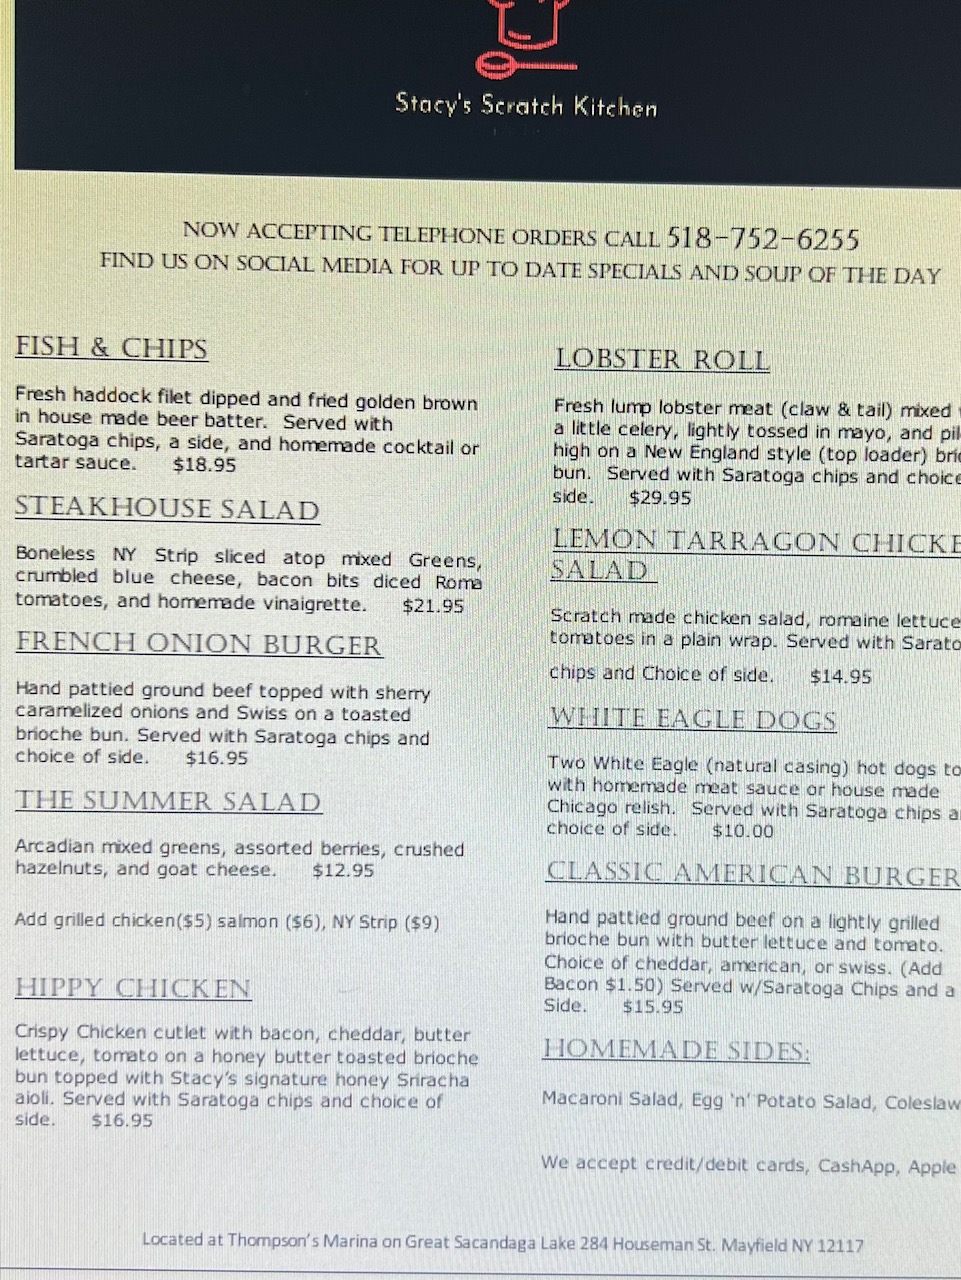 Stacy's Scratch Kitchen
NOW ACCEPTING TELEPHONE ORDERS CALL 518-752-6255
FIND US ON SOCIAL MEDIA FOR UP TO DATE SPECIALS AND SOUP OF THE DAY
FISH & CHIPS
Fresh haddock filet dipped and fried golden brown
in house made beer batter. Served with
Saratoga chips, a side, and homemade cocktail or
tartar sauce. $18.95
STEAKHOUSE SALAD
Boneless NY Strip sliced atop mixed Greens,
crumbled blue cheese, bacon bits diced Roma
tomatoes, and homemade vinaigrette. $21.95
FRENCH ONION BURGER
Hand pattied ground beef topped with sherry
caramelized onions and Swiss on a toasted
brioche bun. Served with Saratoga chips and
choice of side. $16.95
THE SUMMER SALAD
Arcadian mixed greens, assorted berries, crushed
hazelnuts, and goat cheese. $12.95
Add grilled chicken($5) salmon ($6), NY Strip ($9)
HIPPY CHICKEN
Crispy Chicken cutlet with bacon, cheddar, butter
lettuce, tomato on a honey butter toasted brioche
bun topped with Stacy's signature honey Sriracha
aioli. Served with Saratoga chips and choice of
side. $16.95
LOBSTER ROLL
Fresh lump lobster meat (claw & tail) mixed
a little celery, lightly tossed in mayo, and pil
high on a New England style (top loader) brio
bun. Served with Saratoga chips and choice
side. $29.95
LEMON TARRAGON CHICKE
SALAD
Scratch made chicken salad, romaine lettuce
tomatoes in a plain wrap. Served with Sarato
chips and Choice of side. $14.95
WHITE EAGLE DOGS
Two White Eagle (natural casing) hot dogs to
with homemade meat sauce or house made
Chicago relish. Served with Saratoga chips a
choice of side. $10.00
CLASSIC AMERICAN BURGER
Hand pattied ground beef on a lightly grilled
brioche bun with butter lettuce and tomato.
Choice of cheddar, american, or swiss. (Add
Bacon $1.50) Served w/Saratoga Chips and a
Side. $15.95
HOMEMADE SIDES:
Macaroni Salad, Egg 'n' Potato Salad, Coleslaw
We accept credit/debit cards, CashApp, Apple
Located at Thompson's Marina on Great Sacandaga Lake 284 Houseman St. Mayfield NY 12117